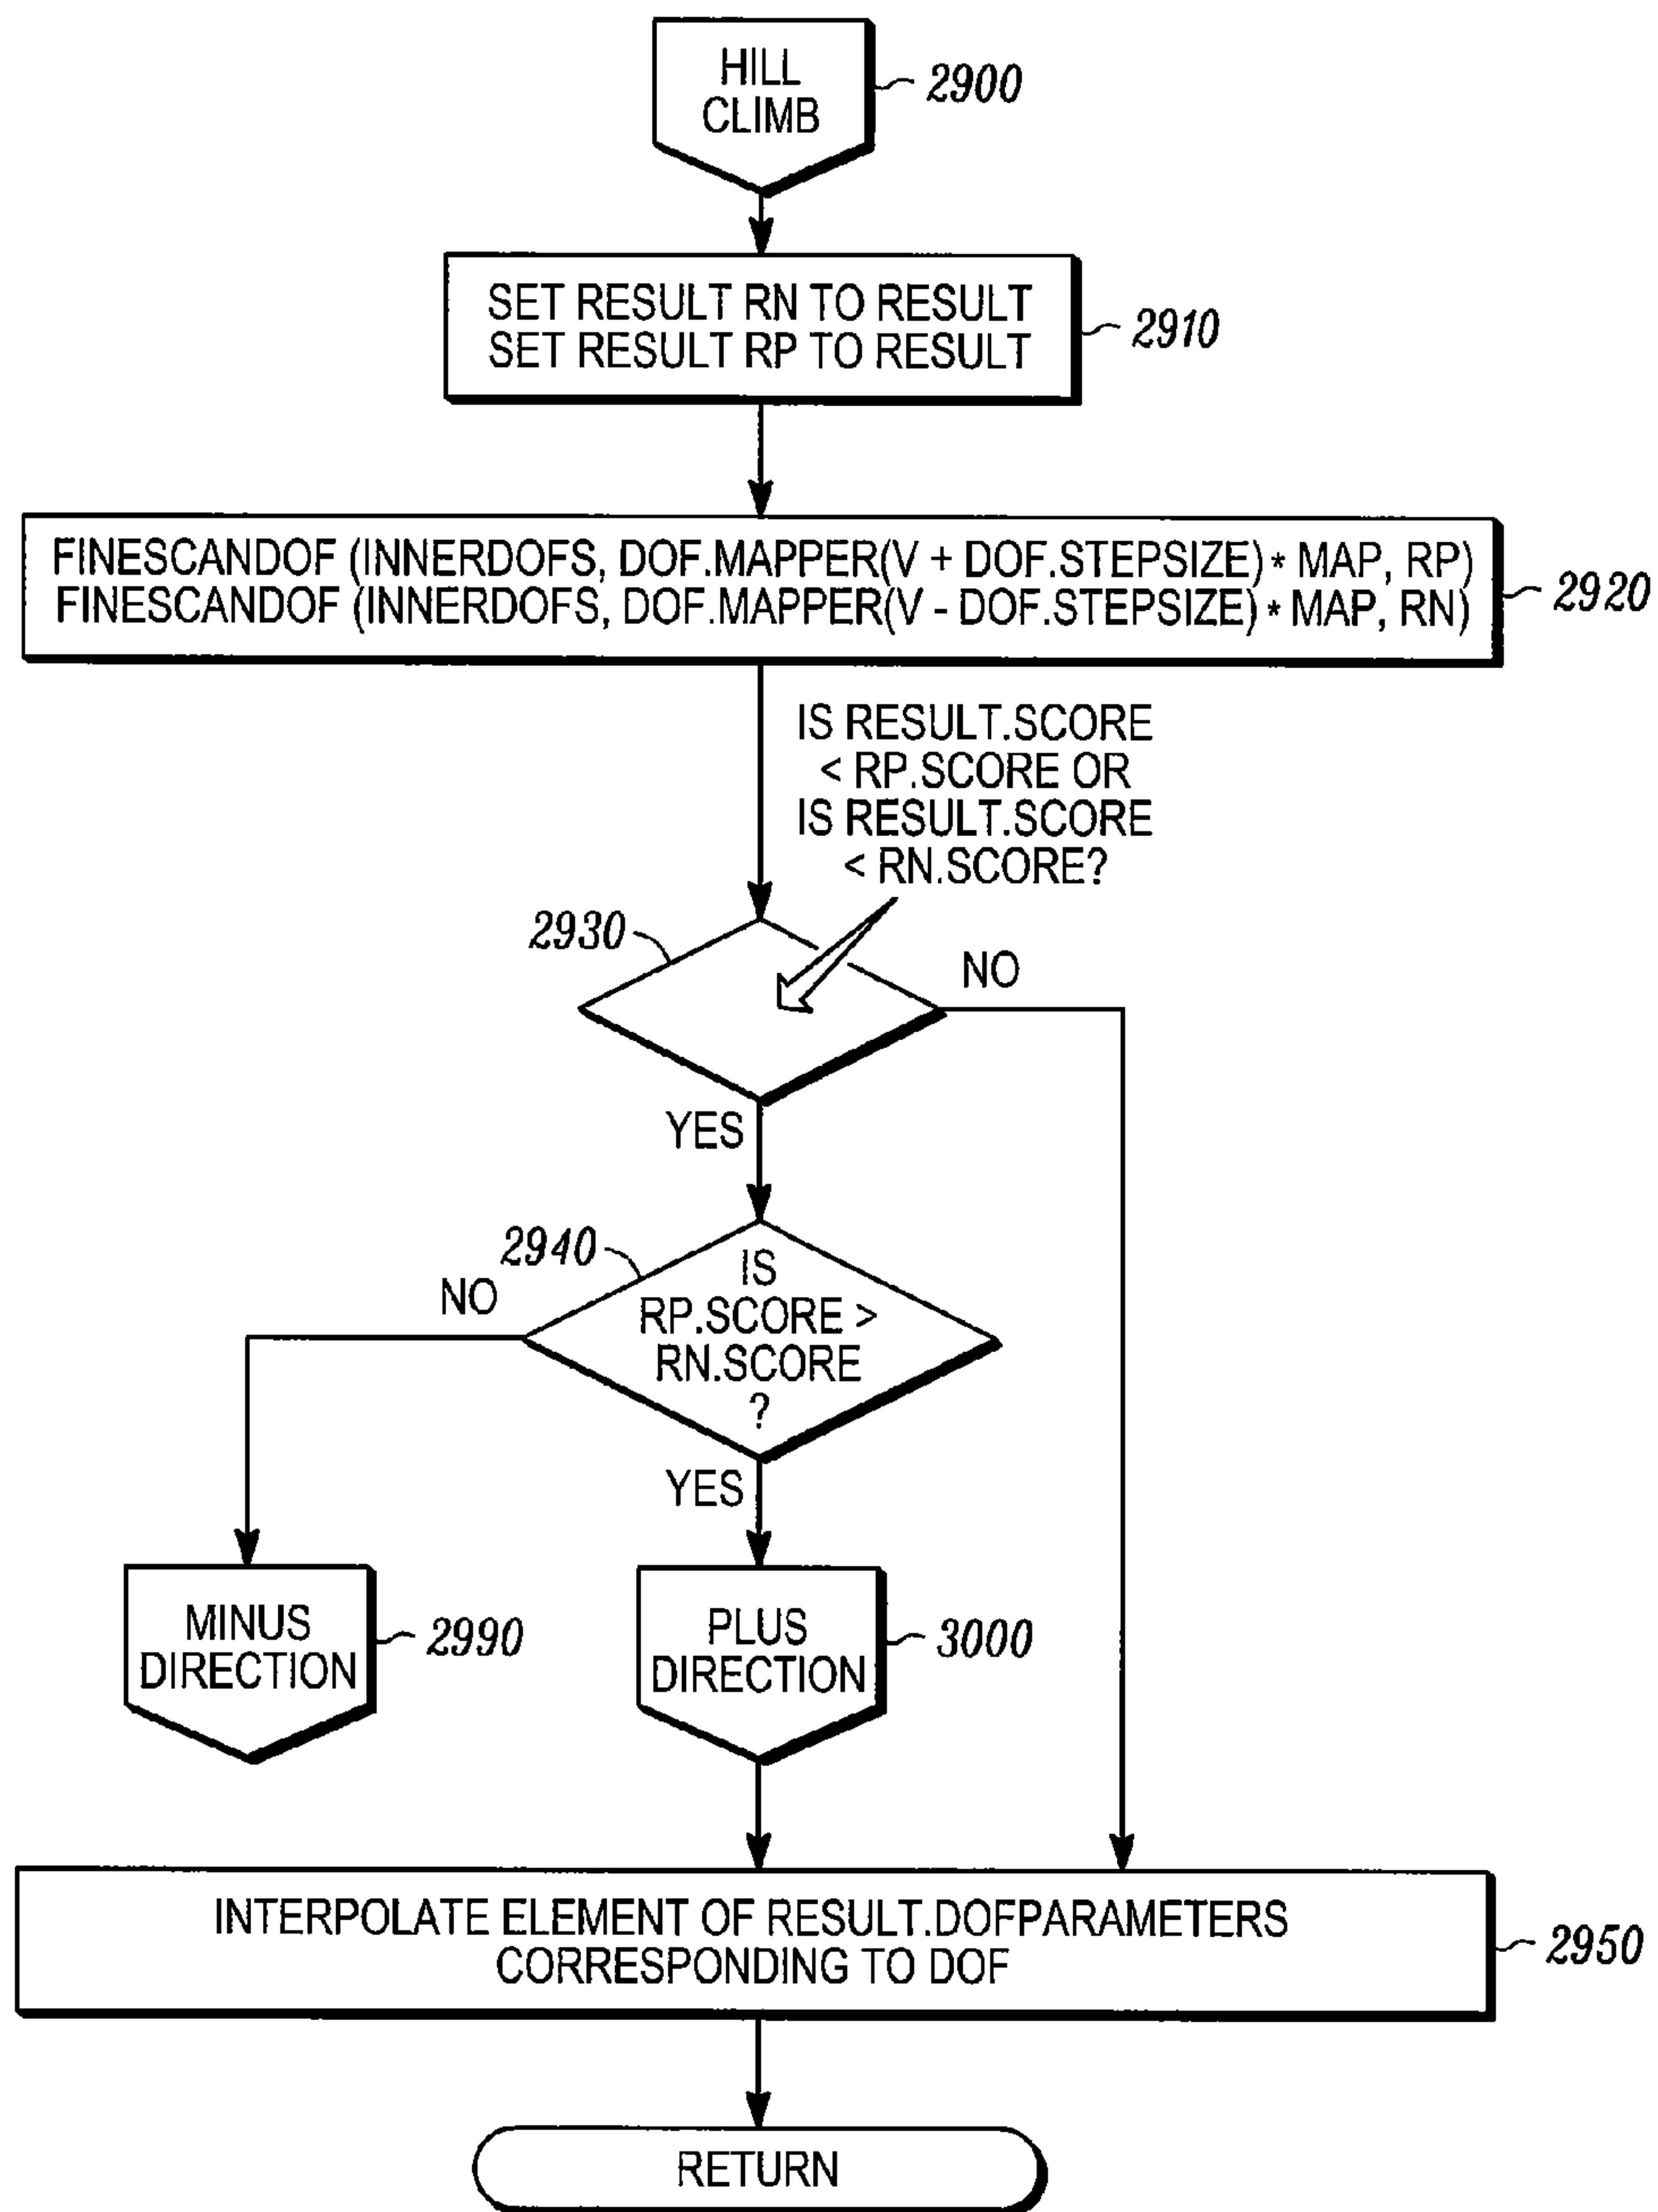 HILL
CLIMB
2900
SET RESULT RN TO RESULT
SET RESULT RP TO RESULT
2910
FINESCANDOF (INNERDOFS, DOF.MAPPER(V + DOF.STEPSIZE) * MAP, RP)
FINESCANDOF (INNERDOFS, DOF.MAPPER(V - DOF.STEPSIZE) * MAP, RN)
2920
IS RESULT.SCORE
< RP.SCORE OR
IS RESULT.SCORE
< RN.SCORE?
2930
NO
YES
2940
NO
IS
RP.SCORE >
RN.SCORE
?
YES
MINUS
DIRECTION
2990
PLUS
DIRECTION
3000
INTERPOLATE ELEMENT OF RESULT.DOFPARAMETERS
CORRESPONDING TO DOF
2950
RETURN